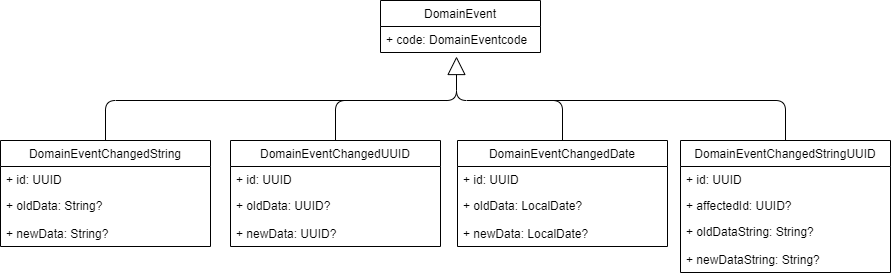 DomainEvent
+ code: DomainEventcode
DomainEventChangedString
+ id: UUID
+ oldData: String?
+ newData: String?
DomainEventChangedUUID
+ id: UUID
+ oldData: UUID?
+ newData: UUID?
DomainEventChangedDate
+ id: UUID
+ oldData: LocalDate?
+ newData: LocalDate?
DomainEventChangedStringUUID
+ id: UUID
+ affectedId: UUID?
+ oldDataString: String?
+ newDataString: String?